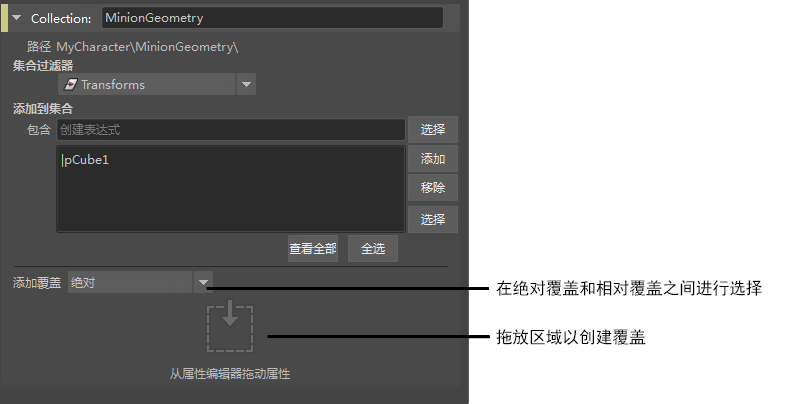 Collection: MinionGeometry
路径 MyCharacter\MinionGeometry\
集合过滤器
Transforms
添加到集合
包含 创建表达式 选择
|pCube1 添加
移除
选择
查看全部 全选
添加覆盖 绝对 在绝对覆盖和相对覆盖之间进行选择
拖放区域以创建覆盖
从属性编辑器拖动属性